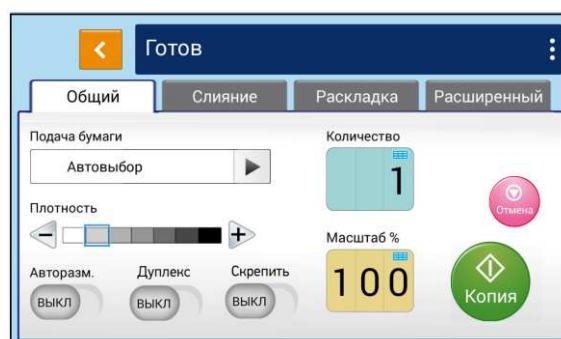 Готов
Общий Слияние Раскладка Расширенный
Подача бумаги Количество
Автовыбор 1
Отмена
Плотность
Масштаб %
Авторазм. Дуплекс Скрепить 100
ВЫКЛ ВЫКЛ ВЫКЛ Копия